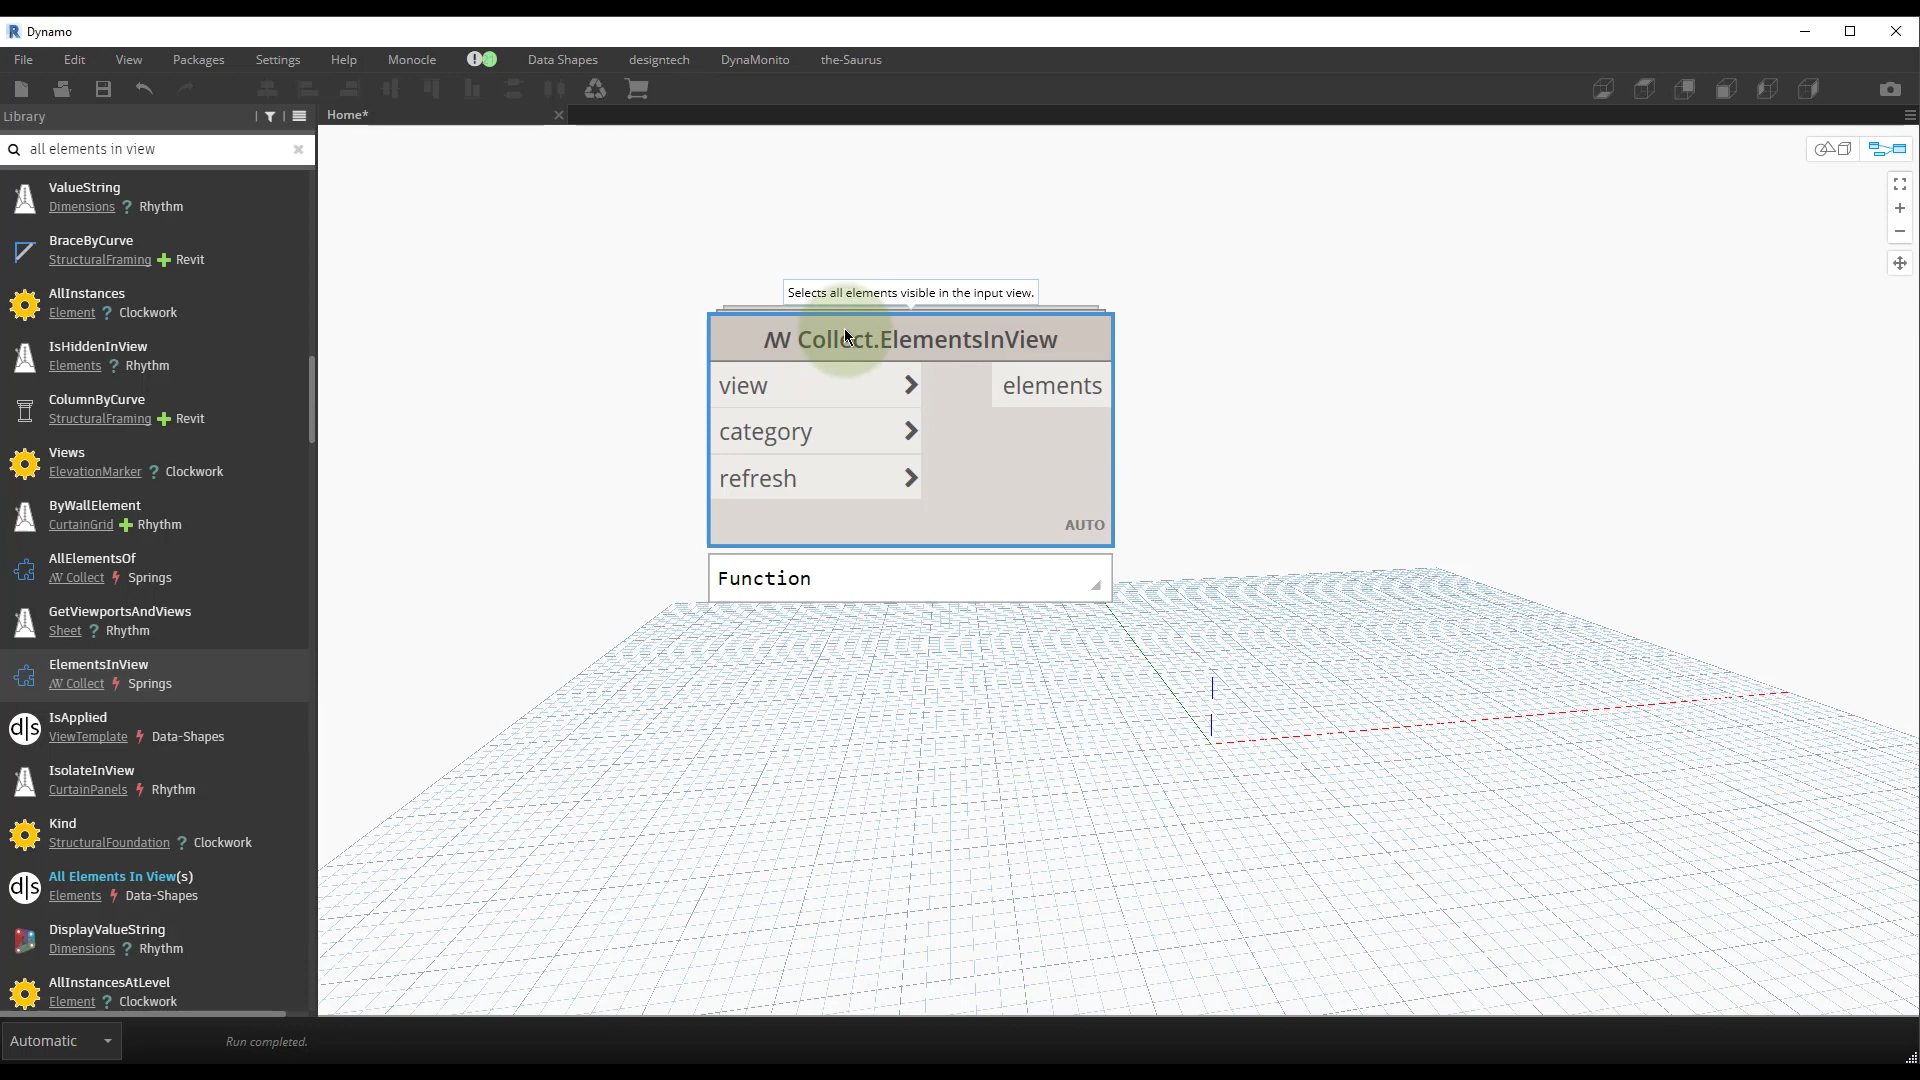 Dynamo
File Edit View Packages Settings Help Monocle Data Shapes designtech DynaMonito the-Saurus
Library
Home*
all elements in view
ValueString
Dimensions ? Rhythm
BraceByCurve
StructuralFraming Revit
AllInstances
Element ? Clockwork
IsHiddenInView
Elements ? Rhythm
ColumnByCurve
StructuralFraming Revit
Views
ElevationMarker ? Clockwork
ByWallElement
CurtainGrid Rhythm
AllElementsOf
Collect Springs
GetViewportsAndViews
Sheet ? Rhythm
ElementsInView
Collect Springs
IsApplied
d|s
ViewTemplate Data-Shapes
IsolateInView
CurtainPanels Rhythm
Kind
StructuralFoundation ? Clockwork
All Elements In View(s)
d|s
Elements Data-Shapes
DisplayValueString
Dimensions ? Rhythm
AllInstancesAtLevel
Element ? Clockwork
Selects all elements visible in the input view.
Collect.ElementsInView
view elements
category
refresh
AUTO
Function
Automatic Run completed.